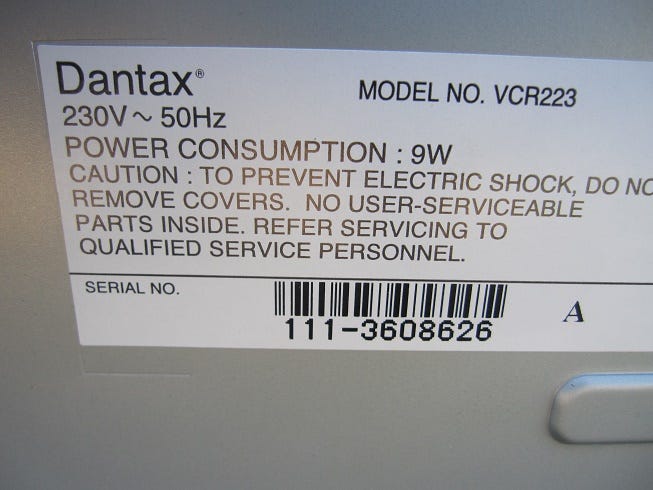 Dantax®
MODEL NO. VCR223
230V ~ 50Hz
POWER CONSUMPTION : 9W
CAUTION : TO PREVENT ELECTRIC SHOCK, DO NO
REMOVE COVERS. NO USER-SERVICEABLE
PARTS INSIDE. REFER SERVICING TO
QUALIFIED SERVICE PERSONNEL.
SERIAL NO.
111-3608626
A